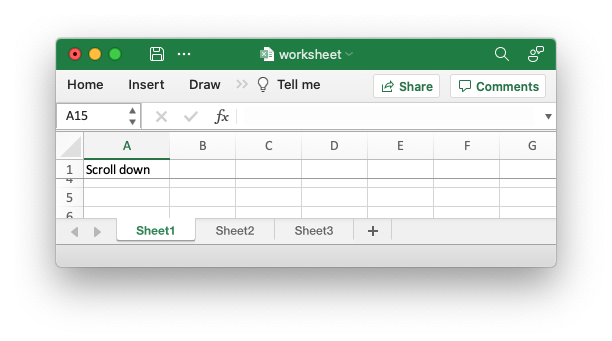 worksheet
Home Insert Draw Tell me Share Comments
A15 fx
A B C D E F G
1 Scroll down
4
5
6
Sheet1 Sheet2 Sheet3 +